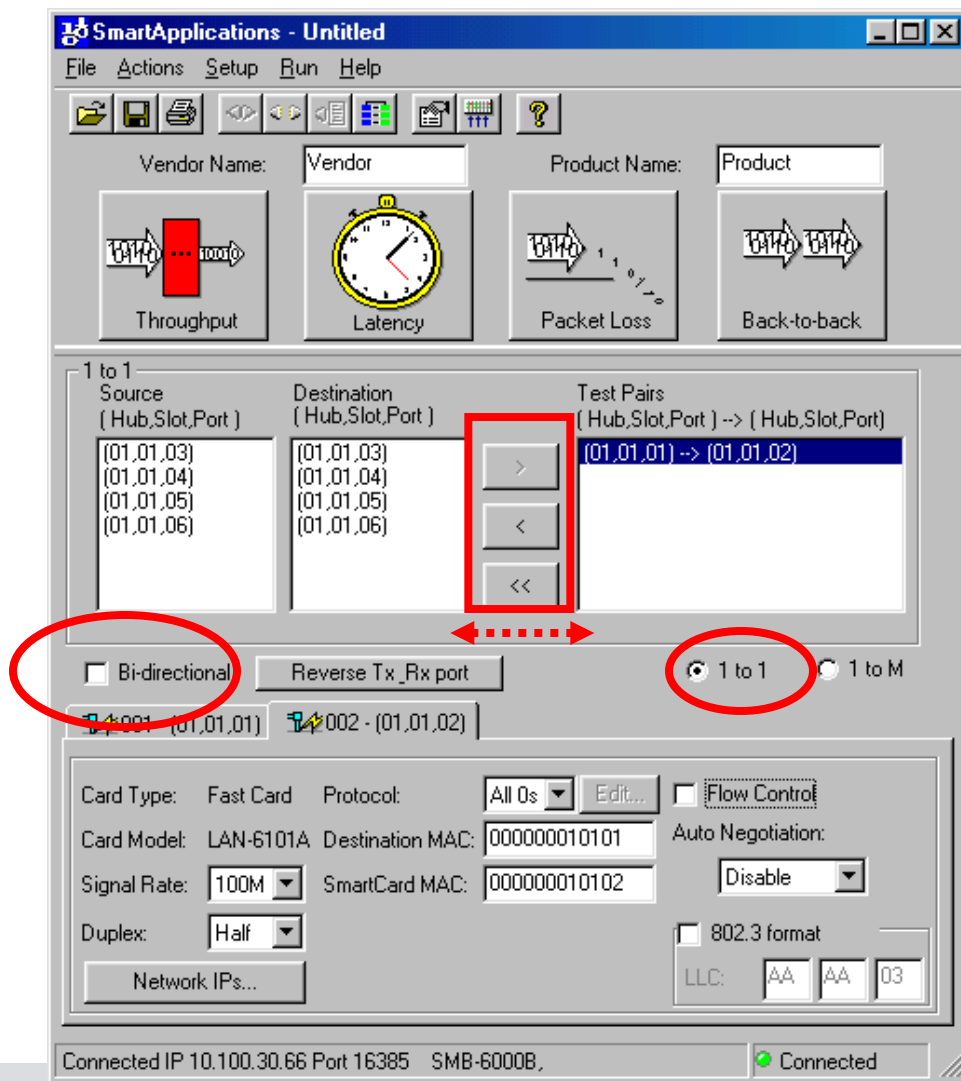 SmartApplications - Untitled
File Actions Setup Run Help
Vendor Name: Vendor Product Name: Product
Throughput Latency Packet Loss Back-to-back
1 to 1
Source Destination Test Pairs
( Hub,Slot,Port ) ( Hub,Slot,Port ) ( Hub,Slot,Port ) --> ( Hub,Slot,Port)
(01,01,03) (01,01,03) > (01,01,01) --> (01,01,02)
(01,01,04) (01,01,04)
(01,01,05) (01,01,05)
(01,01,06) (01,01,06) <
<<
Bi-directional Reverse Tx_Rx port 1 to 1 1 to M
001 - (01,01,01) 002 - (01,01,02)
Card Type: Fast Card Protocol: All 0s Edit... Flow Control
Card Model: LAN-6101A Destination MAC: 000000010101 Auto Negotiation:
Signal Rate: 100M SmartCard MAC: 000000010102 Disable
Duplex: Half 802.3 format
Network IPs... LLC: AA AA 03
Connected IP 10.100.30.66 Port 16385 SMB-6000B, Connected